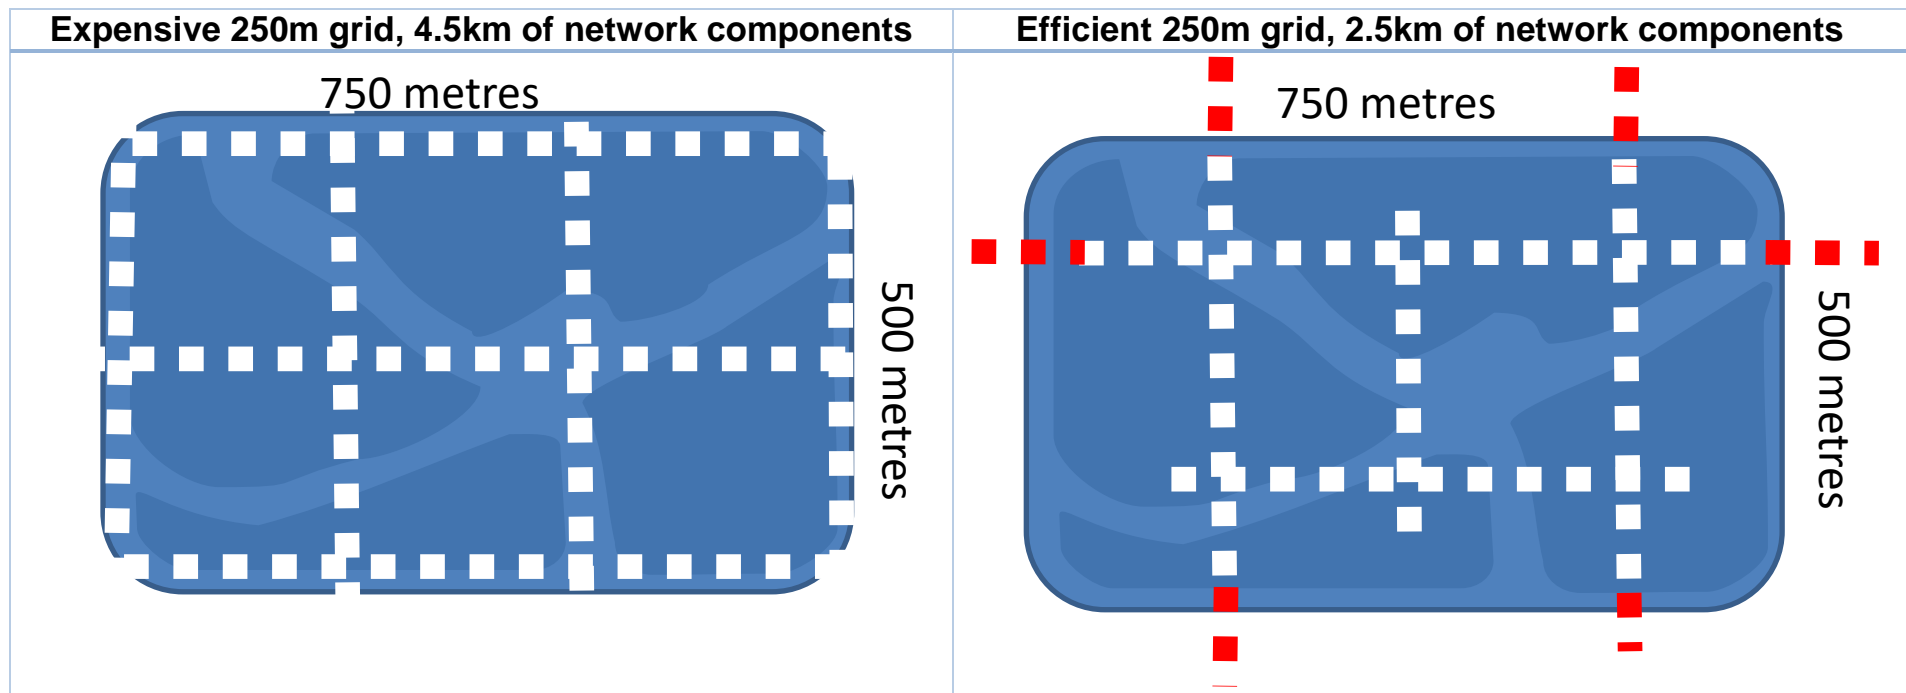 Expensive 250m grid, 4.5km of network components
Efficient 250m grid, 2.5km of network components
750 metres
500 metres
750 metres
500 metres